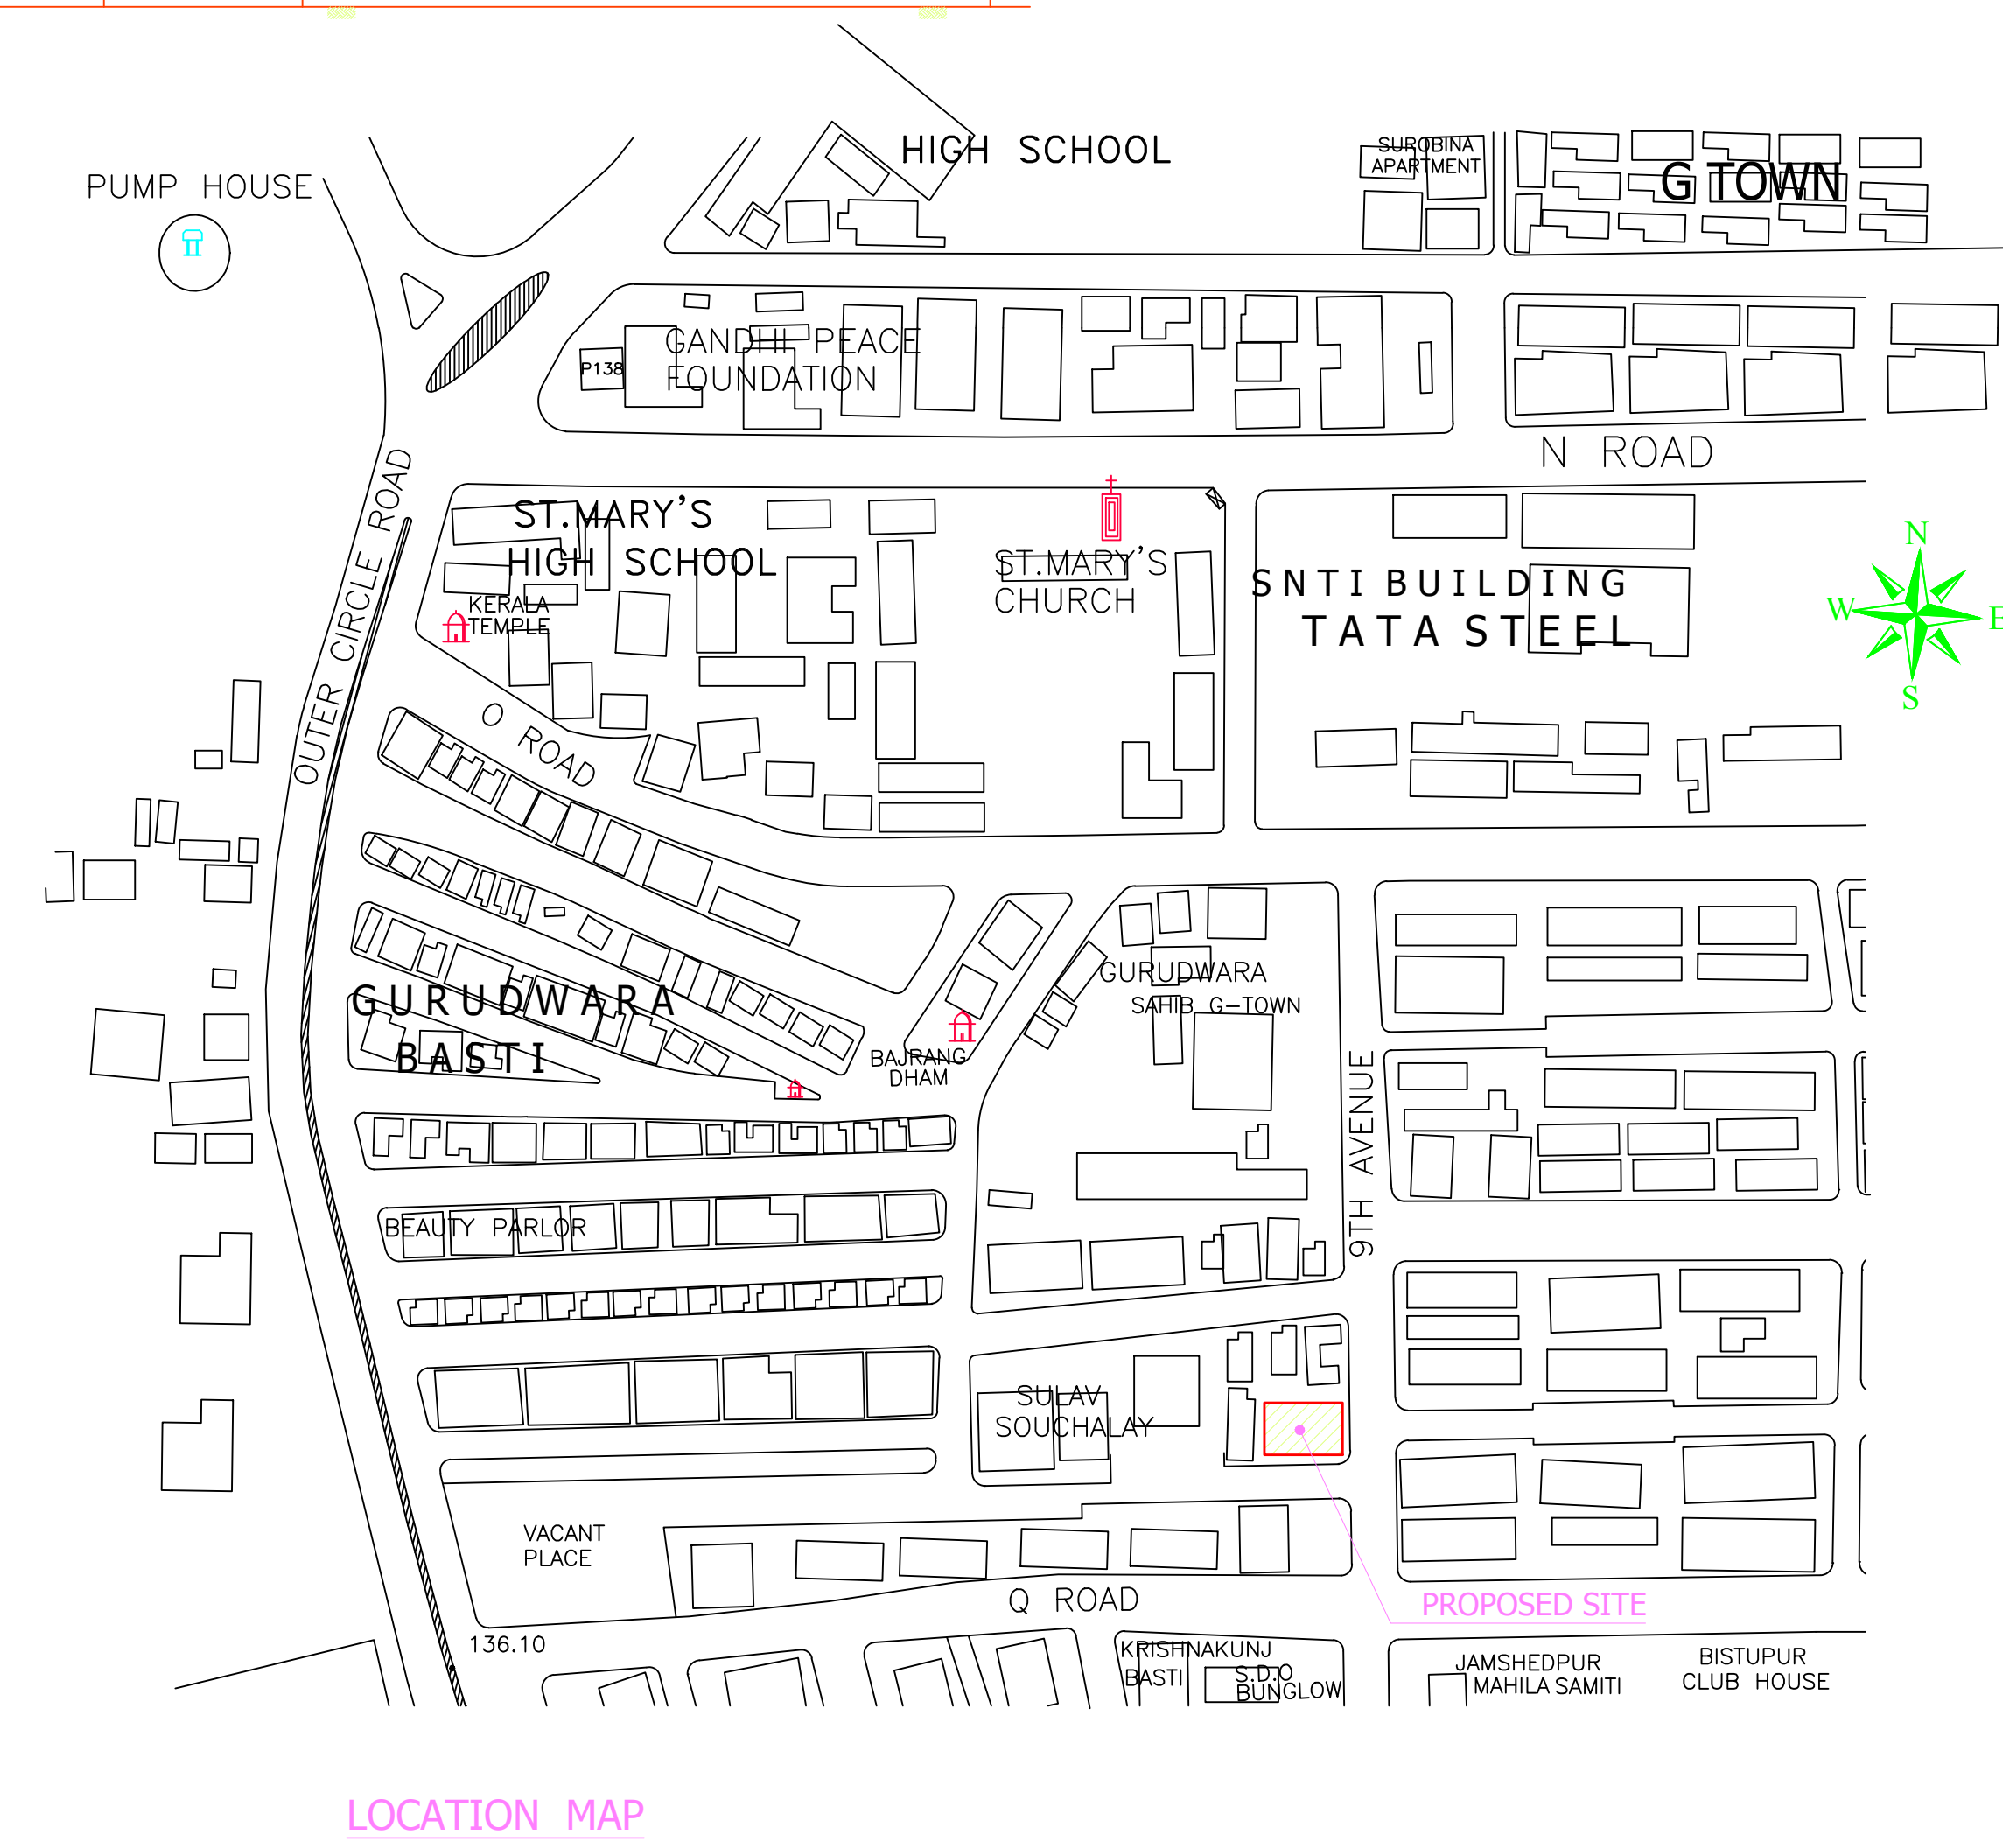 HIGH SCHOOL
SUROBINA
APARTMENT
G TOWN
PUMP HOUSE
GANDHI PEACE
FOUNDATION
P138
N ROAD
OUTER CIRCLE ROAD
ST.MARY'S
HIGH SCHOOL
KERALA
TEMPLE
ST.MARY'S
CHURCH
SNTI BUILDING
TATA STEEL
N
W
E
S
O ROAD
GURUDWARA
SAHIB G-TOWN
GURUDWARA
BASTI
BAJRANG
DHAM
9TH AVENUE
BEAUTY PARLOR
SULAV
SOUCHALAY
VACANT
PLACE
Q ROAD
PROPOSED SITE
136.10
KRISHNAKUNJ
BASTI
S.D.O
BUNGLOW
JAMSHEDPUR
MAHILA SAMITI
BISTUPUR
CLUB HOUSE
LOCATION MAP